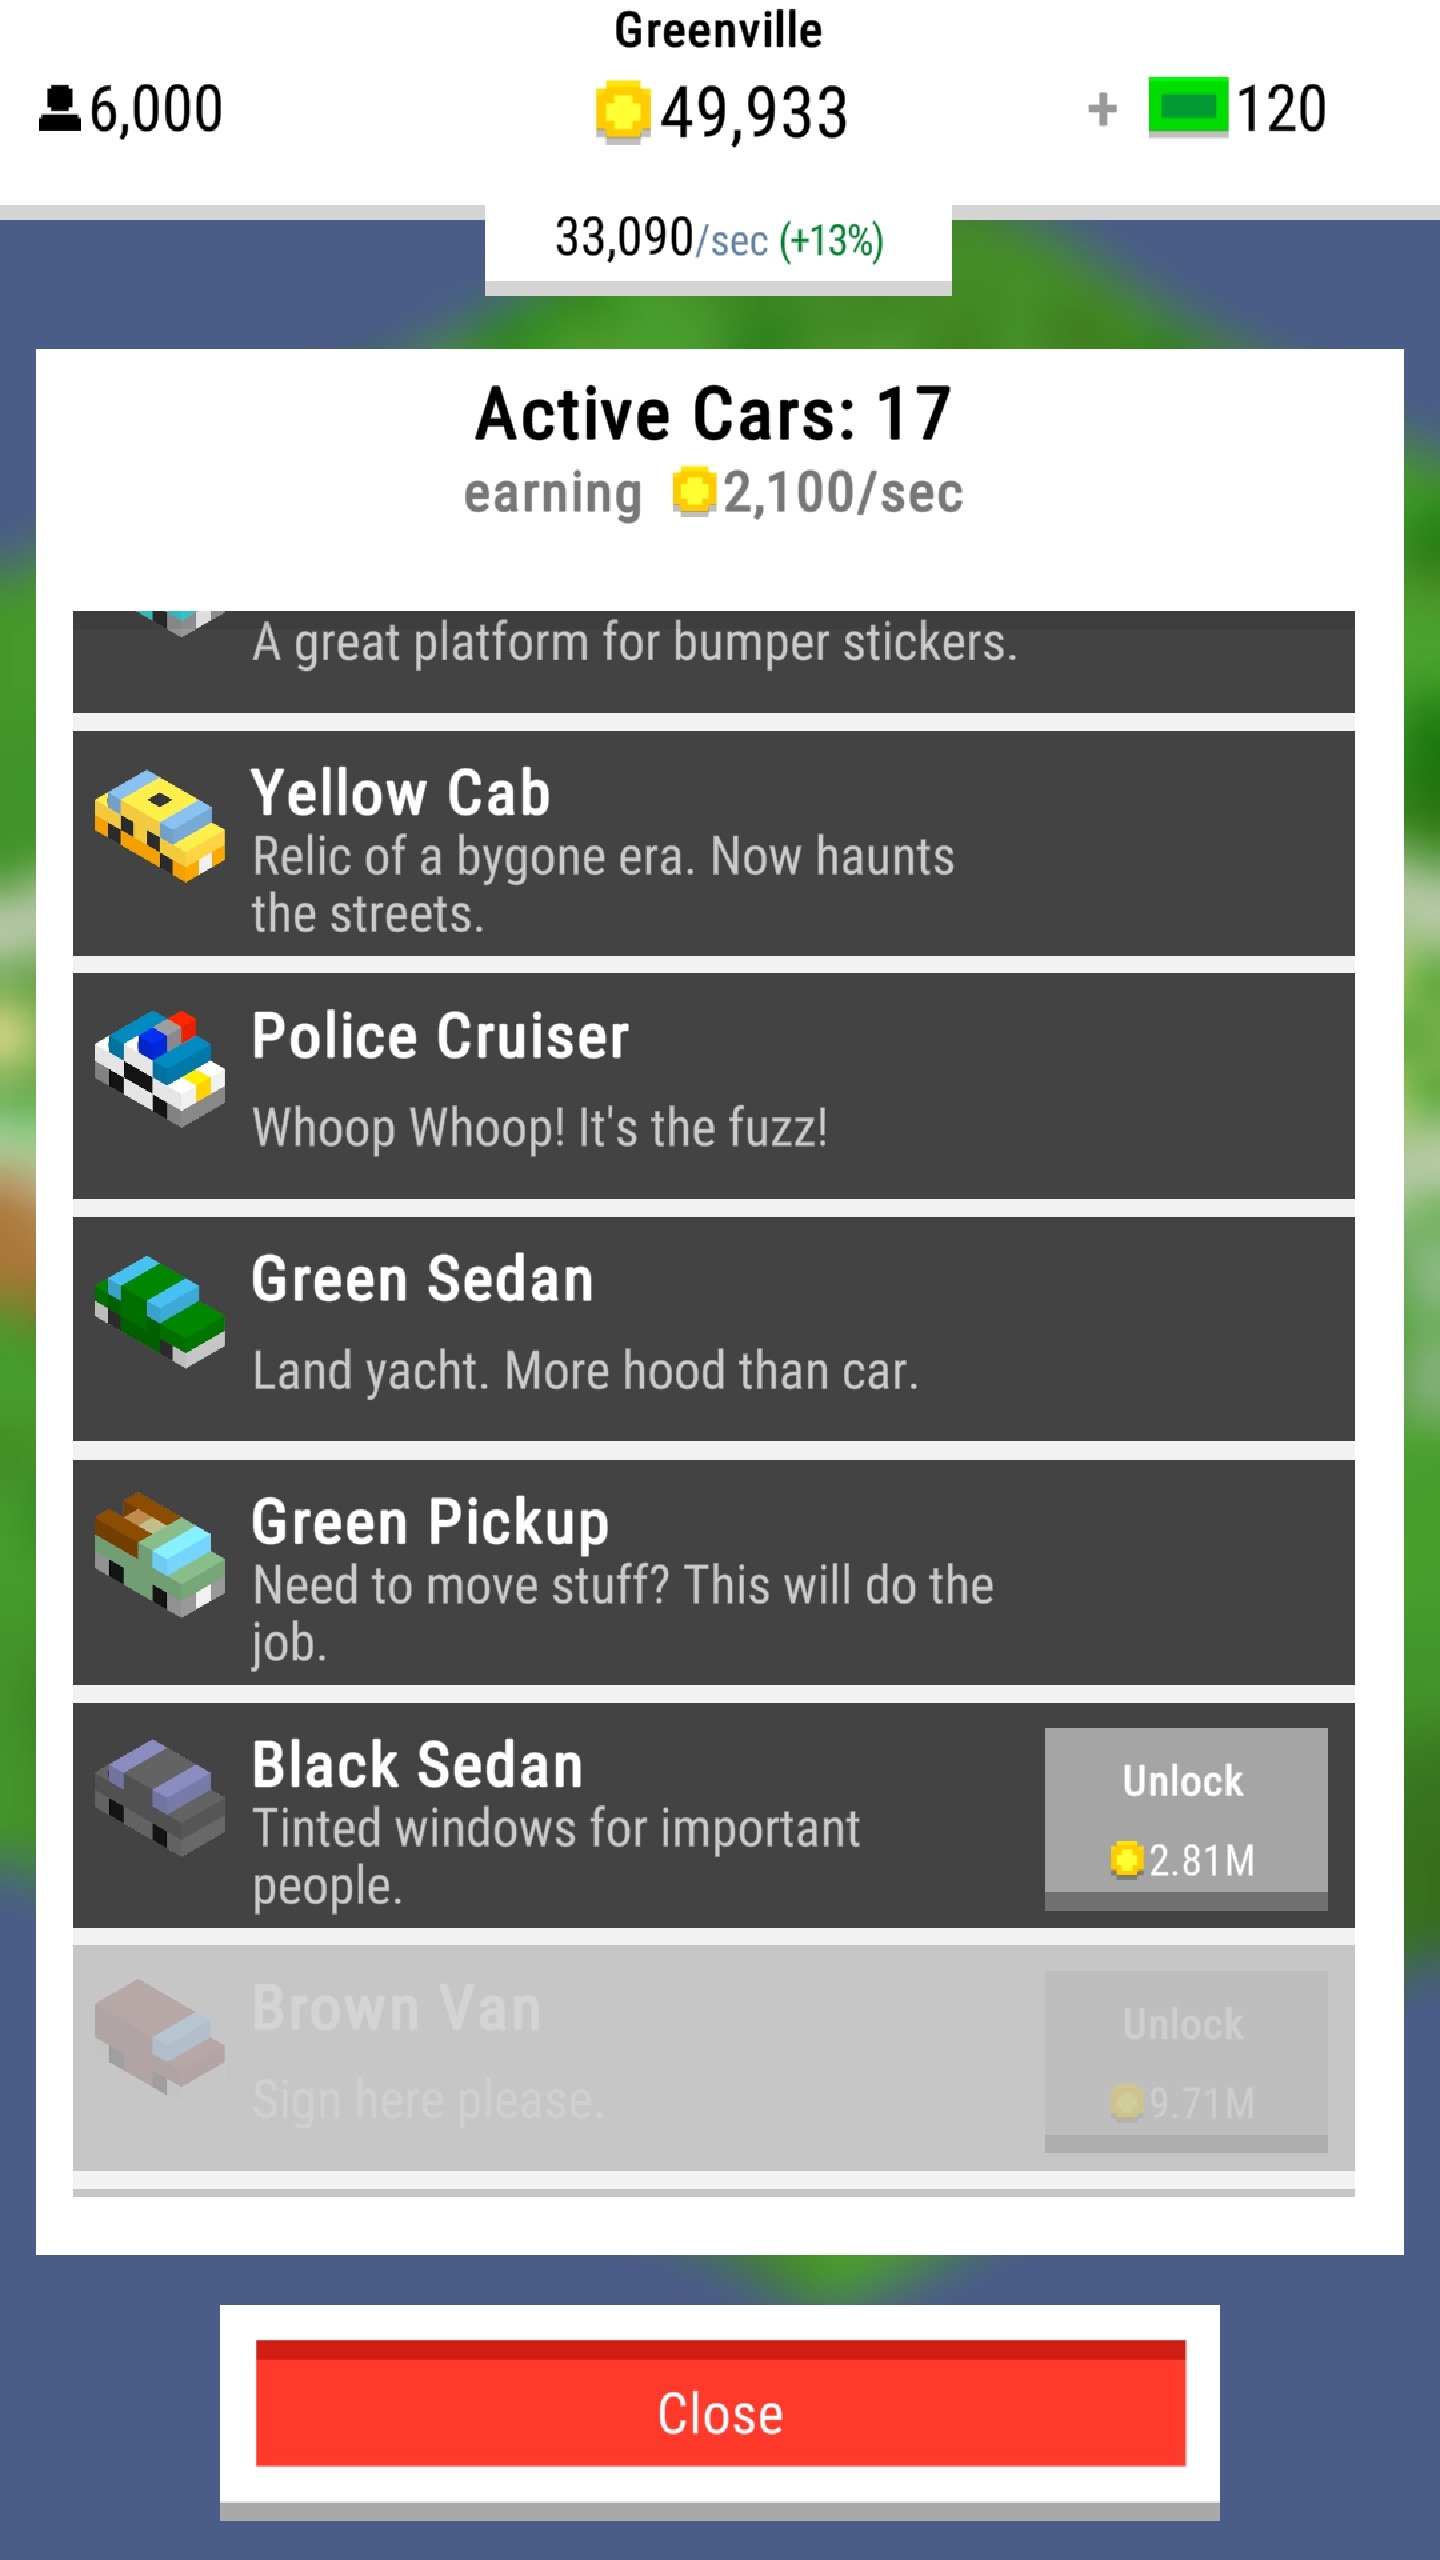 Greenville
6,000
49,933
+ 120
33,090/sec (+13%)
Active Cars: 17
earning 2,100/sec
A great platform for bumper stickers.
Yellow Cab
Relic of a bygone era. Now haunts
the streets.
Police Cruiser
Whoop Whoop! It's the fuzz!
Green Sedan
Land yacht. More hood than car.
Green Pickup
Need to move stuff? This will do the
job.
Black Sedan
Tinted windows for important
people.
Unlock
2.81M
Brown Van
Sign here please.
Unlock
9.71M
Close